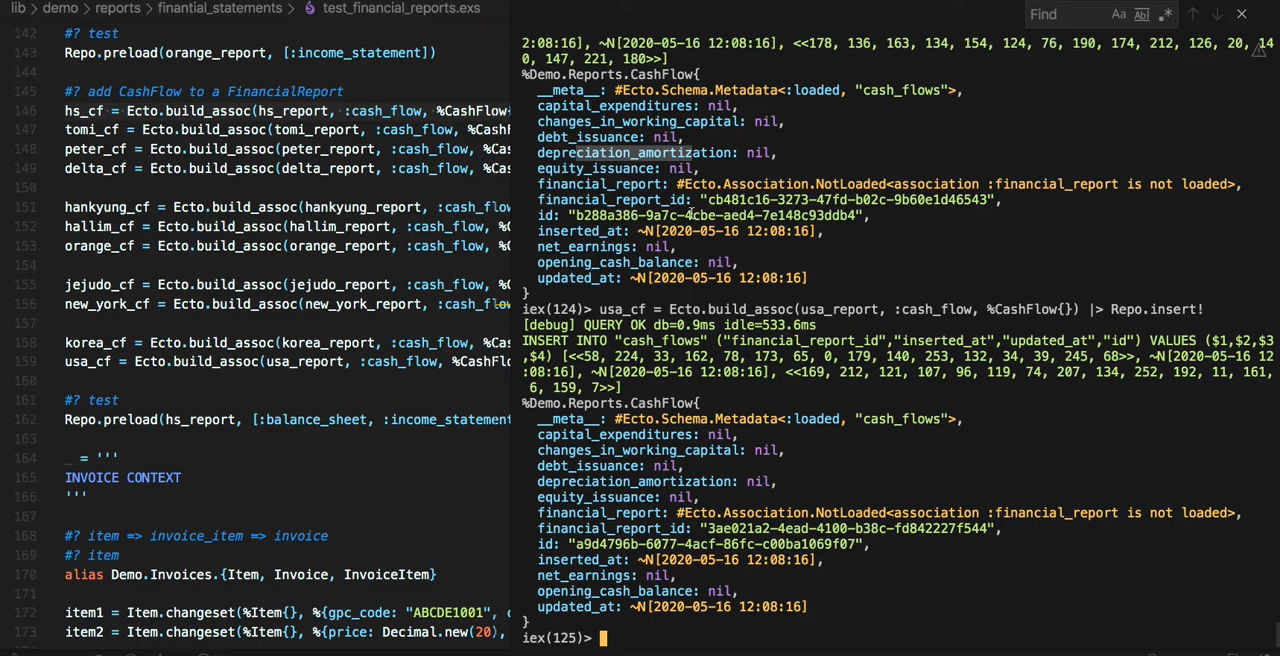 lib > demo > reports > finantial_statements > test_financial_reports.exs
142 #? test
143 Repo.preload(orange_report, [:income_statement])
144
145 #? add CashFlow to a FinancialReport
146 hs_cf = Ecto.build_assoc(hs_report, :cash_flow, %CashFlow{
147 tomi_cf = Ecto.build_assoc(tomi_report, :cash_flow, %CashF
148 peter_cf = Ecto.build_assoc(peter_report, :cash_flow, %Cas
149 delta_cf = Ecto.build_assoc(delta_report, :cash_flow, %Cas
150
151 hankyung_cf = Ecto.build_assoc(hankyung_report, :cash_flow
152 hallim_cf = Ecto.build_assoc(hallim_report, :cash_flow, %C
153 orange_cf = Ecto.build_assoc(orange_report, :cash_flow, %C
154
155 jejudo_cf = Ecto.build_assoc(jejudo_report, :cash_flow, %C
156 new_york_cf = Ecto.build_assoc(new_york_report, :cash_flow
157
158 korea_cf = Ecto.build_assoc(korea_report, :cash_flow, %Cas
159 usa_cf = Ecto.build_assoc(usa_report, :cash_flow, %CashFlo
160
161 #? test
162 Repo.preload(hs_report, [:balance_sheet, :income_statement
163
164 _ = '''
165 INVOICE CONTEXT
166 '''
167
168 #? item => invoice_item => invoice
169 #? item
170 alias Demo.Invoices.{Item, Invoice, InvoiceItem}
171
172 item1 = Item.changeset(%Item{}, %{gpc_code: "ABCDE1001",
173 item2 = Item.changeset(%Item{}, %{price: Decimal.new(20),
Find Aa Ab| .*
2:08:16], ~N[2020-05-16 12:08:16], <<178, 136, 163, 134, 154, 124, 76, 190, 174, 212, 126, 20, 14
0, 147, 221, 180>>]
%Demo.Reports.CashFlow{
__meta__: #Ecto.Schema.Metadata<:loaded, "cash_flows">,
capital_expenditures: nil,
changes_in_working_capital: nil,
debt_issuance: nil,
depreciation_amortization: nil,
equity_issuance: nil,
financial_report: #Ecto.Association.NotLoaded<association :financial_report is not loaded>,
financial_report_id: "cb481c16-3273-47fd-b02c-9b60e1d46543",
id: "b288a386-9a7c-4cbe-aed4-7e148c93ddb4",
inserted_at: ~N[2020-05-16 12:08:16],
net_earnings: nil,
opening_cash_balance: nil,
updated_at: ~N[2020-05-16 12:08:16]
}
iex(124)> usa_cf = Ecto.build_assoc(usa_report, :cash_flow, %CashFlow{}) |> Repo.insert!
[debug] QUERY OK db=0.9ms idle=533.6ms
INSERT INTO "cash_flows" ("financial_report_id","inserted_at","updated_at","id") VALUES ($1,$2,$3
,$4) [<<58, 224, 33, 162, 78, 173, 65, 0, 179, 140, 253, 132, 34, 39, 245, 68>>, ~N[2020-05-16 12
:08:16], ~N[2020-05-16 12:08:16], <<169, 212, 121, 107, 96, 119, 74, 207, 134, 252, 192, 11, 161,
6, 159, 7>>]
%Demo.Reports.CashFlow{
__meta__: #Ecto.Schema.Metadata<:loaded, "cash_flows">,
capital_expenditures: nil,
changes_in_working_capital: nil,
debt_issuance: nil,
depreciation_amortization: nil,
equity_issuance: nil,
financial_report: #Ecto.Association.NotLoaded<association :financial_report is not loaded>,
financial_report_id: "3ae021a2-4ead-4100-b38c-fd842227f544",
id: "a9d4796b-6077-4acf-86fc-c00ba1069f07",
inserted_at: ~N[2020-05-16 12:08:16],
net_earnings: nil,
opening_cash_balance: nil,
updated_at: ~N[2020-05-16 12:08:16]
}
iex(125)>